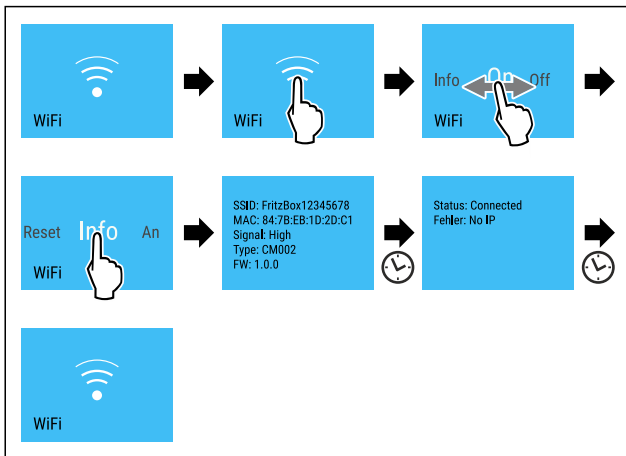 WiFi
WiFi
Info On Off
WiFi
Reset Info An
WiFi
SSID: FritzBox12345678
MAC: 84:7B:EB:1D:2D:C1
Signal: High
Type: CM002
FW: 1.0.0
Status: Connected
Fehler: No IP
WiFi